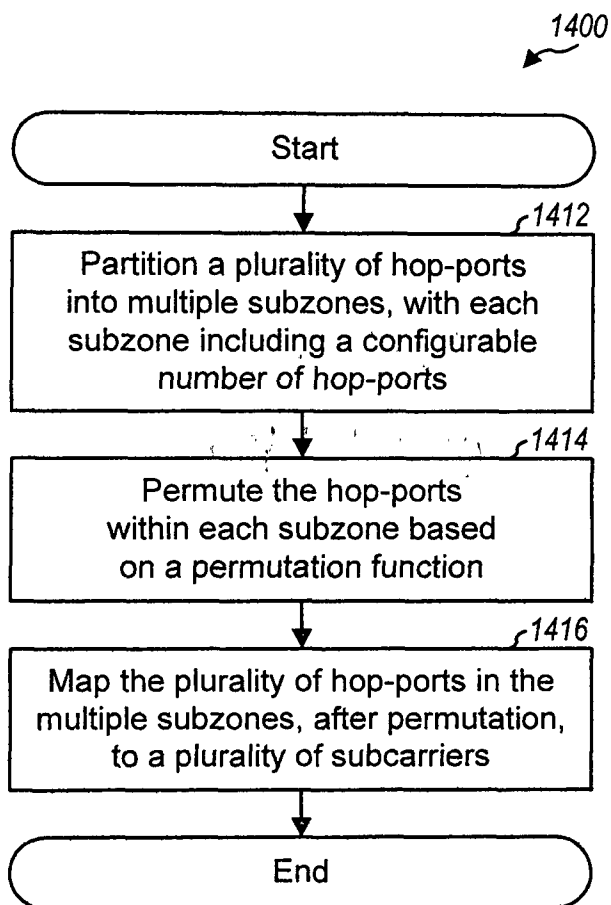 1400
Start
1412
Partition a plurality of hop-ports
into multiple subzones, with each
subzone including a configurable
number of hop-ports
1414
Permute the hop-ports
within each subzone based
on a permutation function
1416
Map the plurality of hop-ports in the
multiple subzones, after permutation,
to a plurality of subcarriers
End